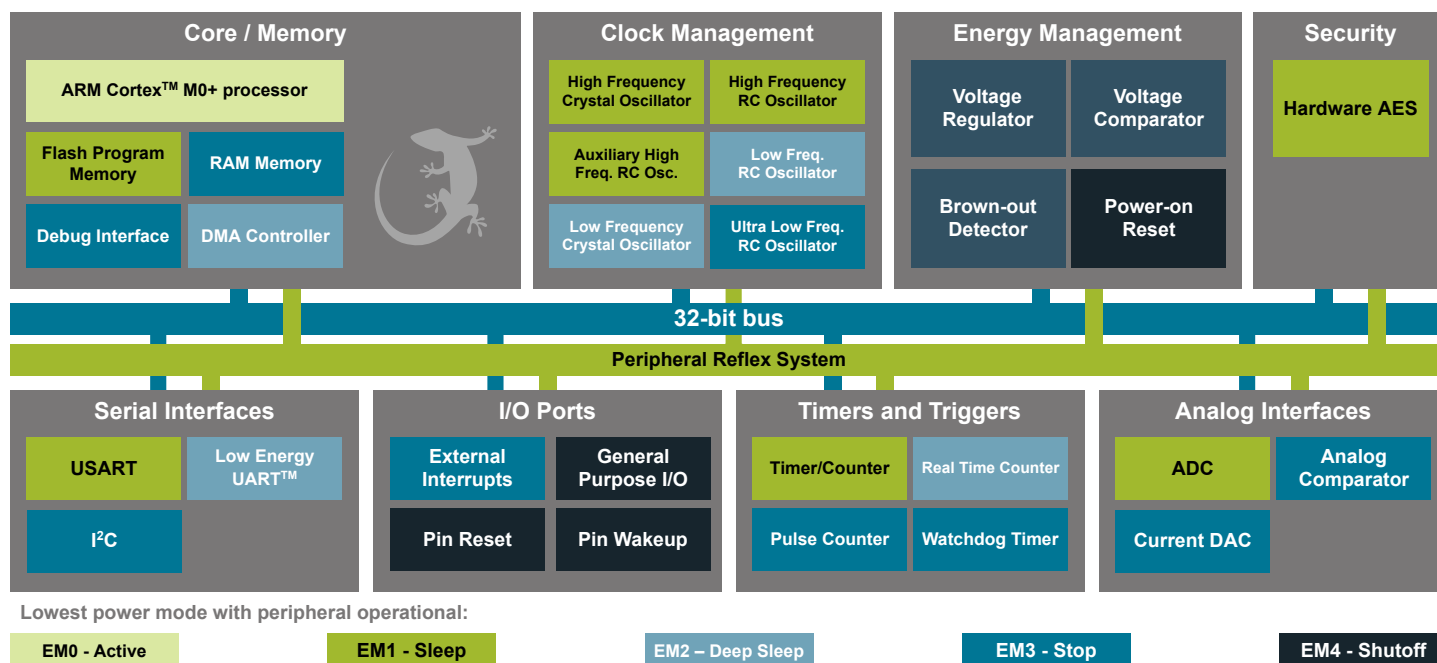 Core / Memory
ARM Cortex™ M0+ processor
Flash Program
Memory
RAM Memory
Debug Interface
DMA Controller
Clock Management
High Frequency
Crystal Oscillator
High Frequency
RC Oscillator
Auxiliary High
Freq. RC Osc.
Low Freq.
RC Oscillator
Low Frequency
Crystal Oscillator
Ultra Low Freq.
RC Oscillator
Energy Management
Voltage
Regulator
Voltage
Comparator
Brown-out
Detector
Power-on
Reset
Security
Hardware AES
32-bit bus
Peripheral Reflex System
Serial Interfaces
USART
Low Energy
UART™
I²C
I/O Ports
External
Interrupts
General
Purpose I/O
Pin Reset
Pin Wakeup
Timers and Triggers
Timer/Counter
Real Time Counter
Pulse Counter
Watchdog Timer
Analog Interfaces
ADC
Analog
Comparator
Current DAC
Lowest power mode with peripheral operational:
EM0 - Active
EM1 - Sleep
EM2 – Deep Sleep
EM3 - Stop
EM4 - Shutoff